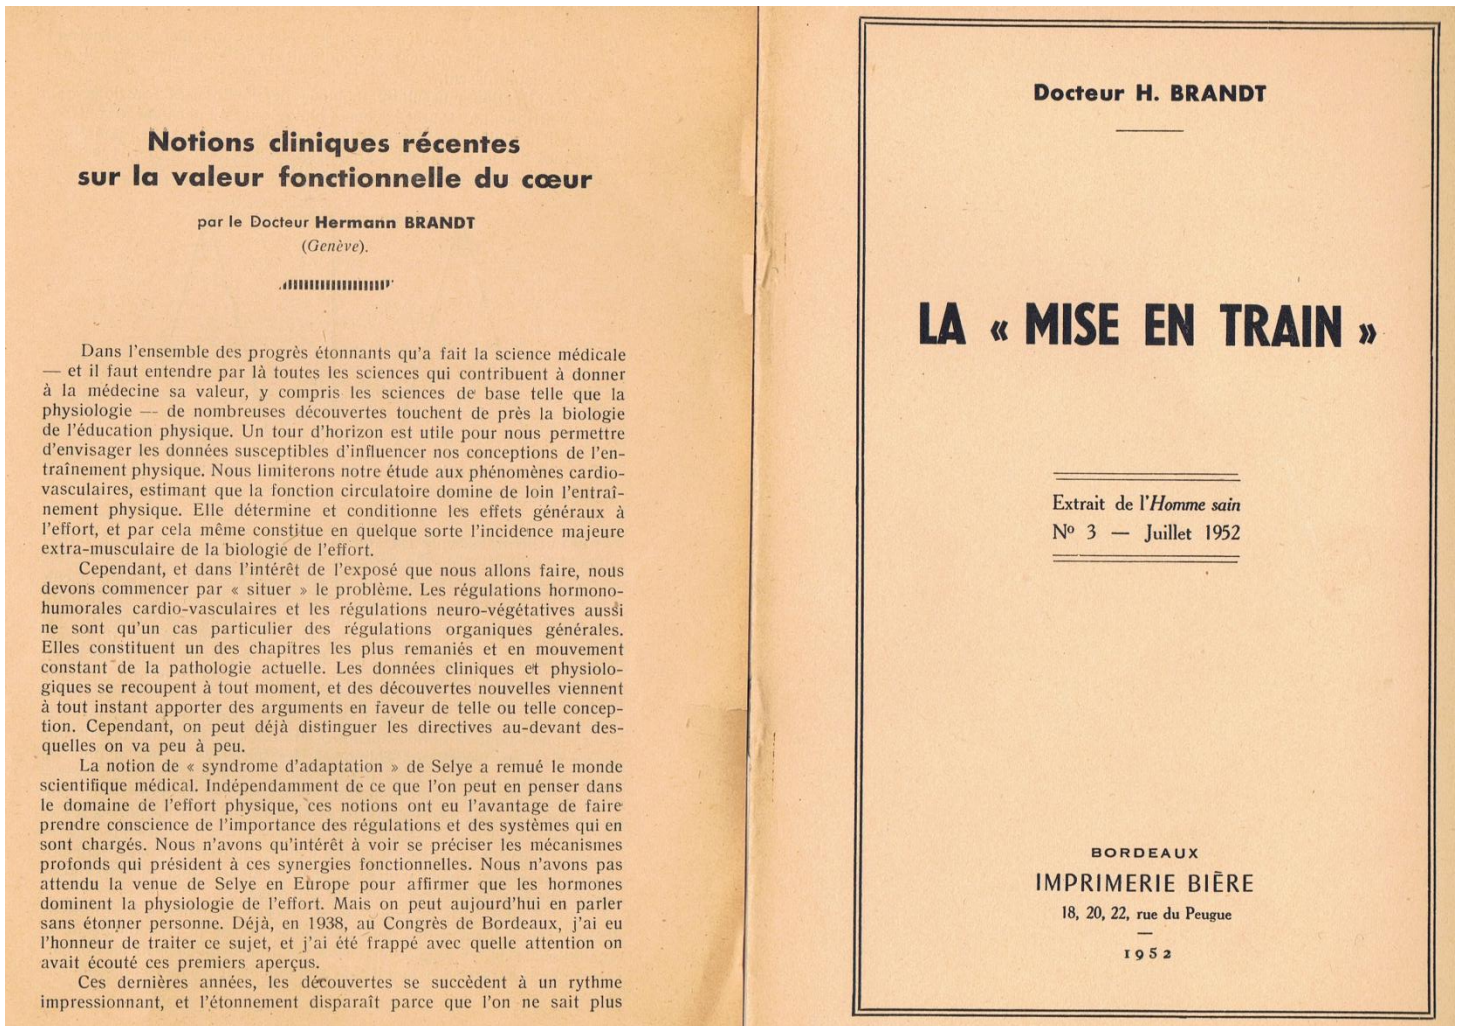 Notions cliniques récentes
sur la valeur fonctionnelle du cœur
par le Docteur Hermann BRANDT
(Genève).
Dans l'ensemble des progrès étonnants qu'a fait la science médicale
— et il faut entendre par là toutes les sciences qui contribuent à donner
à la médecine sa valeur, y compris les sciences de base telle que la
physiologie — de nombreuses découvertes touchent de près la biologie
de l'éducation physique. Un tour d'horizon est utile pour nous permettre
d'envisager les données susceptibles d'influencer nos conceptions de l'en-
traînement physique. Nous limiterons notre étude aux phénomènes cardio-
vasculaires, estimant que la fonction circulatoire domine de loin l'entraî-
nement physique. Elle détermine et conditionne les effets généraux à
l'effort, et par cela même constitue en quelque sorte l'incidence majeure
extra-musculaire de la biologie de l'effort.
Cependant, et dans l'intérêt de l'exposé que nous allons faire, nous
devons commencer par « situer » le problème. Les régulations hormono-
humorales cardio-vasculaires et les régulations neuro-végétatives aussi
ne sont qu'un cas particulier des régulations organiques générales.
Elles constituent un des chapitres les plus remaniés et en mouvement
constant de la pathologie actuelle. Les données cliniques et physiolo-
giques se recoupent à tout moment, et des découvertes nouvelles viennent
à tout instant apporter des arguments en faveur de telle ou telle concep-
tion. Cependant, on peut déjà distinguer les directives au-devant des-
quelles on va peu à peu.
La notion de « syndrome d'adaptation » de Selye a remué le monde
scientifique médical. Indépendamment de ce que l'on peut en penser dans
le domaine de l'effort physique, ces notions ont eu l'avantage de faire
prendre conscience de l'importance des régulations et des systèmes qui en
sont chargés. Nous n'avons qu'intérêt à voir se préciser les mécanismes
profonds qui président à ces synergies fonctionnelles. Nous n'avons pas
attendu la venue de Selye en Europe pour affirmer que les hormones
dominent la physiologie de l'effort. Mais on peut aujourd'hui en parler
sans étonner personne. Déjà, en 1938, au Congrès de Bordeaux, j'ai eu
l'honneur de traiter ce sujet, et j'ai été frappé avec quelle attention on
avait écouté ces premiers aperçus.
Ces dernières années, les découvertes se succèdent à un rythme
impressionnant, et l'étonnement disparaît parce que l'on ne sait plus
Docteur H. BRANDT
LA « MISE EN TRAIN »
Extrait de l'Homme sain
Nº 3 — Juillet 1952
BORDEAUX
IMPRIMERIE BIÈRE
18, 20, 22, rue du Peugue
1952